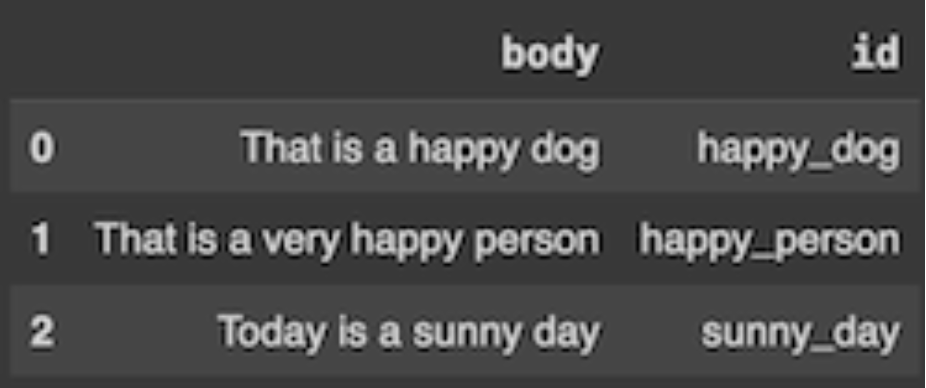 body id
0 That is a happy dog happy_dog
1 That is a very happy person happy_person
2 Today is a sunny day sunny_day